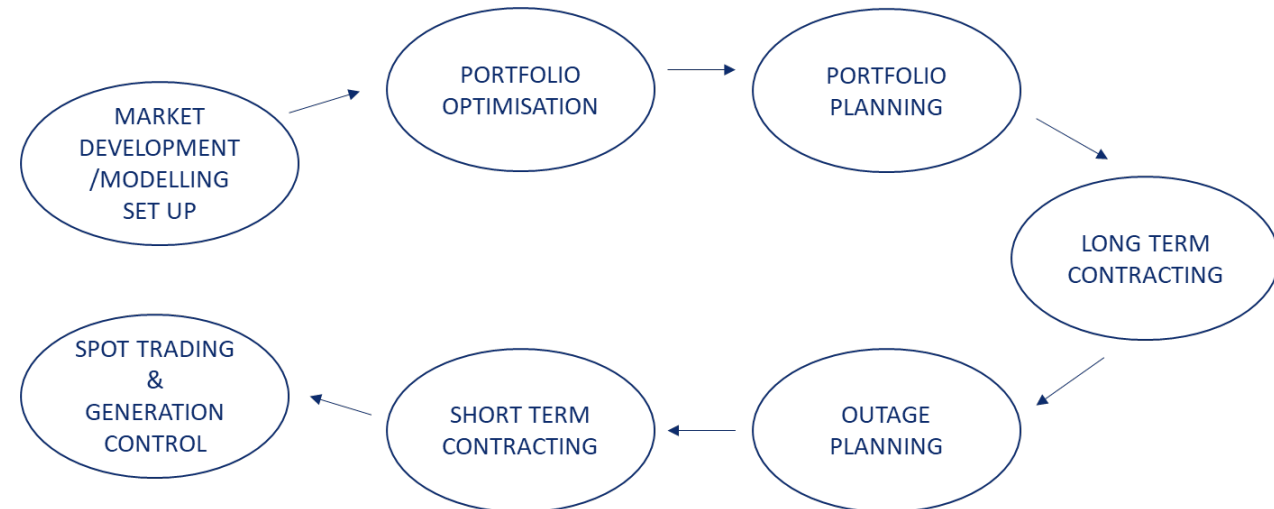 MARKET
DEVELOPMENT
/MODELLING
SET UP
PORTFOLIO
OPTIMISATION
PORTFOLIO
PLANNING
LONG TERM
CONTRACTING
OUTAGE
PLANNING
SHORT TERM
CONTRACTING
SPOT TRADING
&
GENERATION
CONTROL